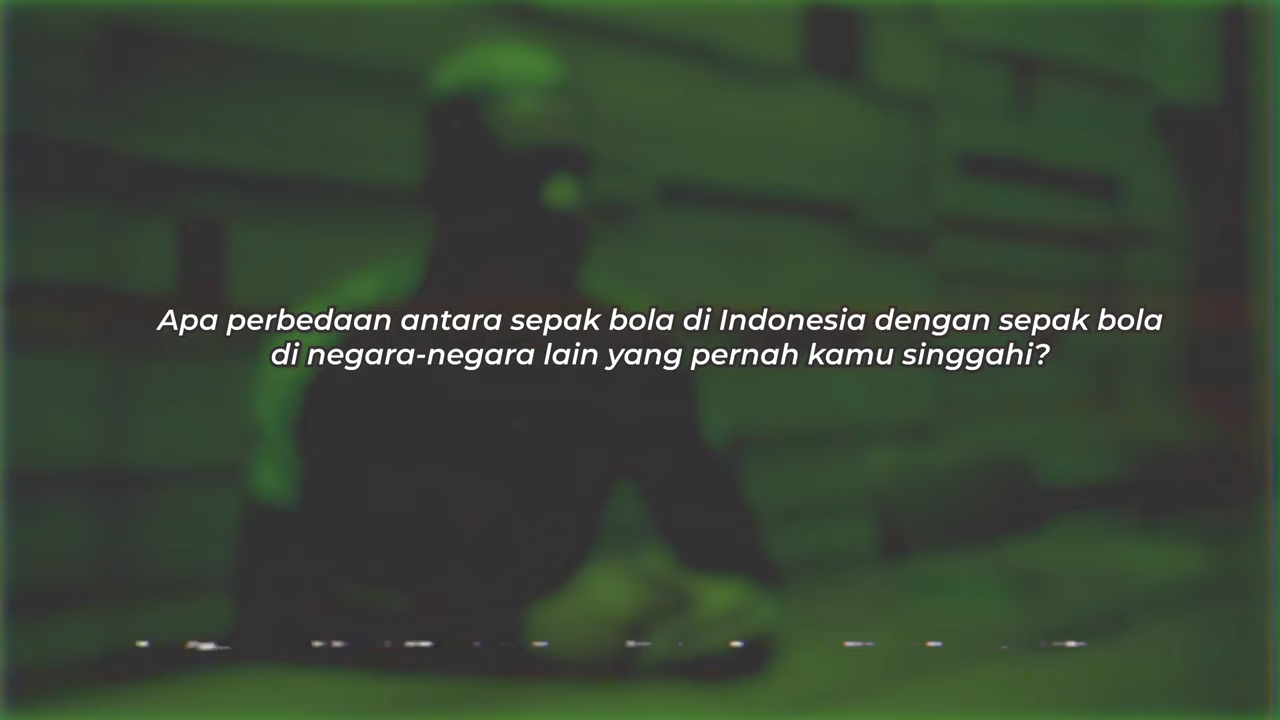 Apa perbedaan antara sepak bola di Indonesia dengan sepak bola
di negara-negara lain yang pernah kamu singgahi?